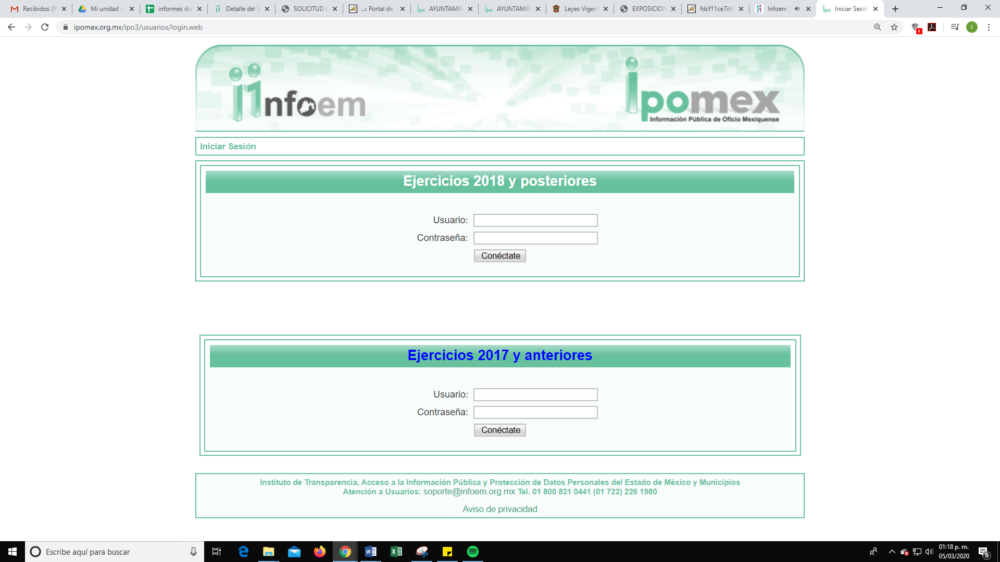 Recibidos (9
Mi unidad -
informes dia
Detalle del S
SOLICITUD
..:: Portal de
AYUNTAMIE
AYUNTAMIE
Leyes Vigent
EXPOSICION
fdcf11ce7d6
Infoem
Iniciar Sesió
ipomex.org.mx/ipo3/usuarios/login.web
I
infoem
ipomex
Información Pública de Oficio Mexiquense
Iniciar Sesión
Ejercicios 2018 y posteriores
Usuario:
Contraseña:
Conéctate
Ejercicios 2017 y anteriores
Usuario:
Contraseña:
Conéctate
Instituto de Transparencia, Acceso a la Información Pública y Protección de Datos Personales del Estado de México y Municipios
Atención a Usuarios: soporte@infoem.org.mx Tel. 01 800 821 0441 (01 722) 226 1980
Aviso de privacidad
Escribe aquí para buscar
01:18 p. m.
05/03/2020
6